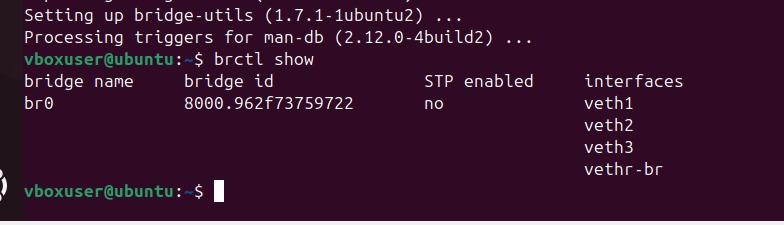 Setting up bridge-utils (1.7.1-1ubuntu2) ...
Processing triggers for man-db (2.12.0-4build2) ...
vboxuser@ubuntu:~$ brctl show
bridge name bridge id STP enabled interfaces
br0 8000.962f73759722 no veth1
veth2
veth3
vethr-br
vboxuser@ubuntu:~$